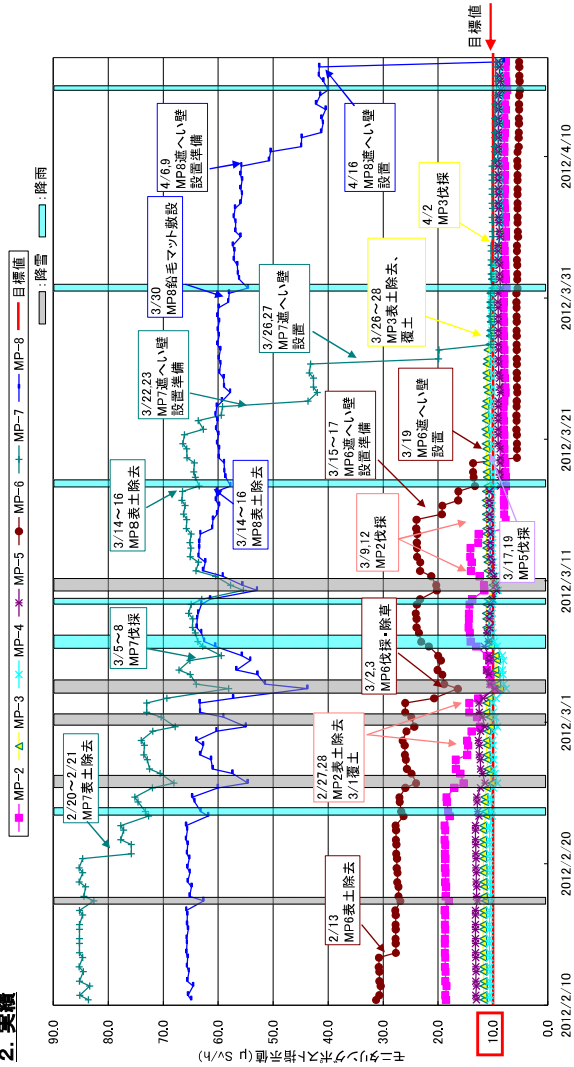 2. 実績
MP-2 MP-3 MP-4 MP-5 MP-6 MP-7 MP-8 目標値
:降雪 :降雨
モニタリングポスト指示値(μSv/h)
90.0
80.0
70.0
60.0
50.0
40.0
30.0
20.0
10.0
0.0
2012/2/10
2012/2/20
2012/3/1
2012/3/11
2012/3/21
2012/3/31
2012/4/10
目標値
2/20~2/21
MP7表土除去
3/5~8
MP7伐採
3/14~16
MP8表土除去
3/14~16
MP8表土除去
3/22,23
MP7遮へい壁
設置準備
3/30
MP8鉛毛マット敷設
4/6,9
MP8遮へい壁
設置準備
3/26,27
MP7遮へい壁
設置
4/16
MP8遮へい壁
設置
2/13
MP6表土除去
2/27,28
MP2表土除去
3/1覆土
3/2,3
MP6伐採・除草
3/9,12
MP2伐採
3/15~17
MP6遮へい壁
設置準備
3/17,19
MP5伐採
3/19
MP6遮へい壁
設置
3/26~28
MP3表土除去、
覆土
4/2
MP3伐採